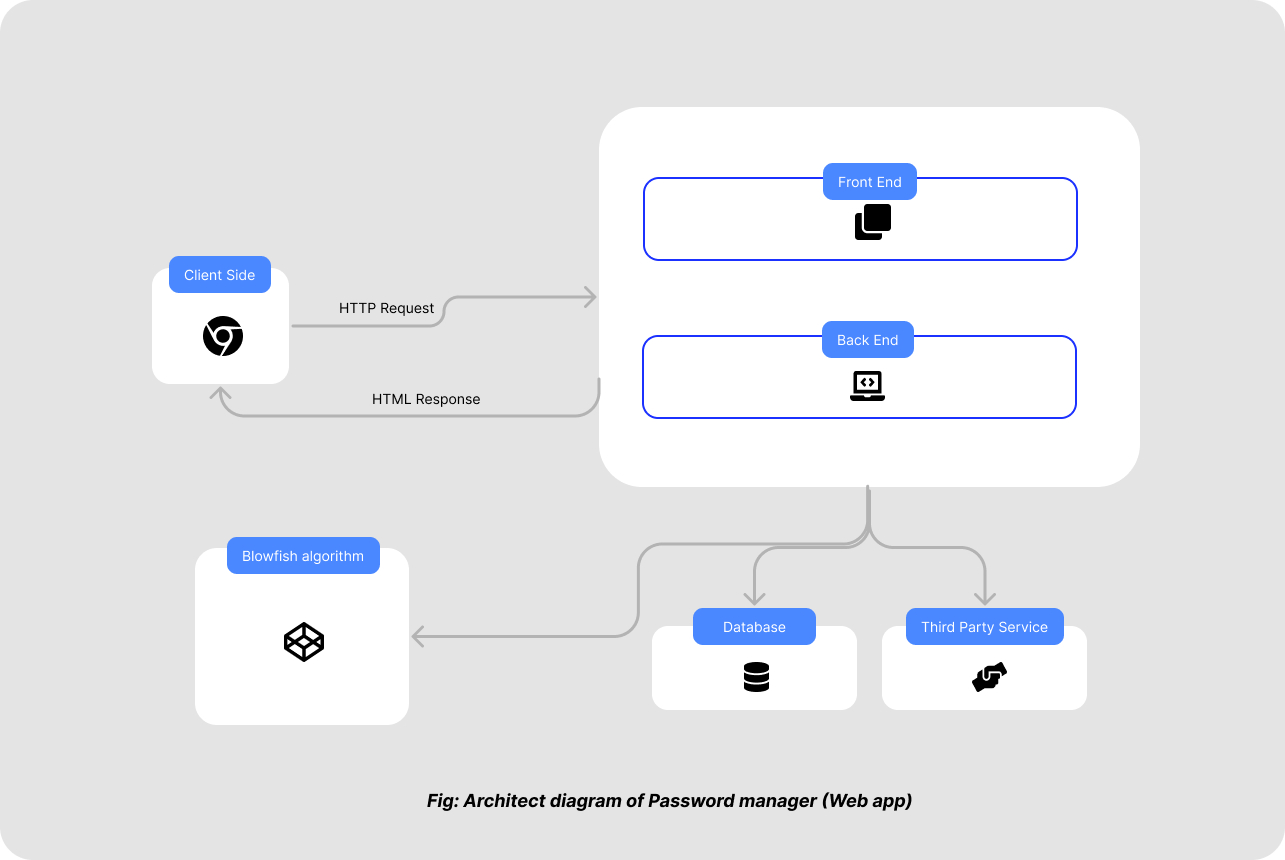 Front End
Client Side
HTTP Request
Back End
HTML Response
Blowfish algorithm
Database
Third Party Service
Fig: Architect diagram of Password manager (Web app)